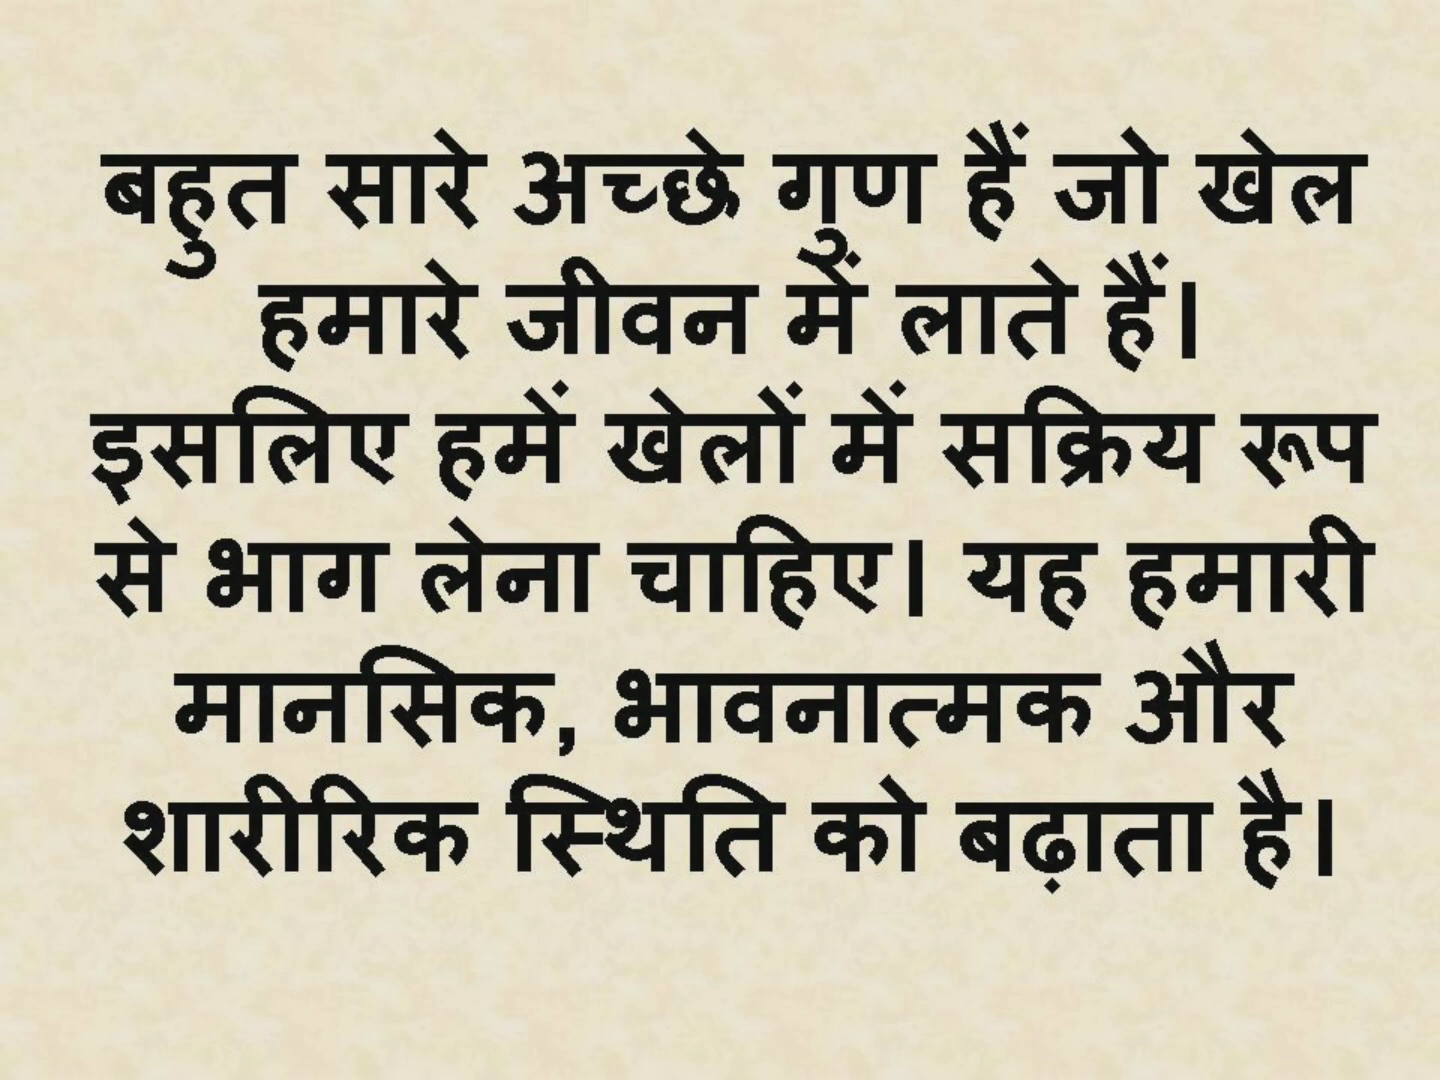 बहुत सारे अच्छे गुण हैं जो खेल
हमारे जीवन में लाते हैं।
इसलिए हमें खेलों में सक्रिय रूप
से भाग लेना चाहिए। यह हमारी
मानसिक, भावनात्मक और
शारीरिक स्थिति को बढ़ाता है।